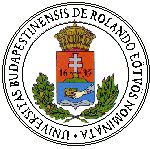 UNIVERSITAS BUDAPESTINENSIS DE ROLANDO EÖTVÖS NOMINATA
16 35